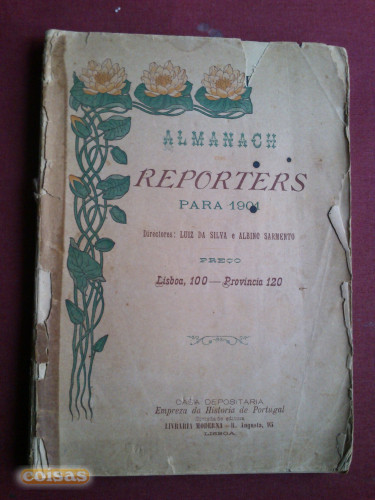 ALMANACH
REPORTERS
PARA 1901
Directores: LUIZ DA SILVA e ALBINO SARMENTO
PREÇO
Lisboa, 100 — Provincia 120
CASA DEPOSITARIA
Empreza da Historia de Portugal
LIVRARIA MODERNA — R. Augusta, 95
LISBOA
coisas